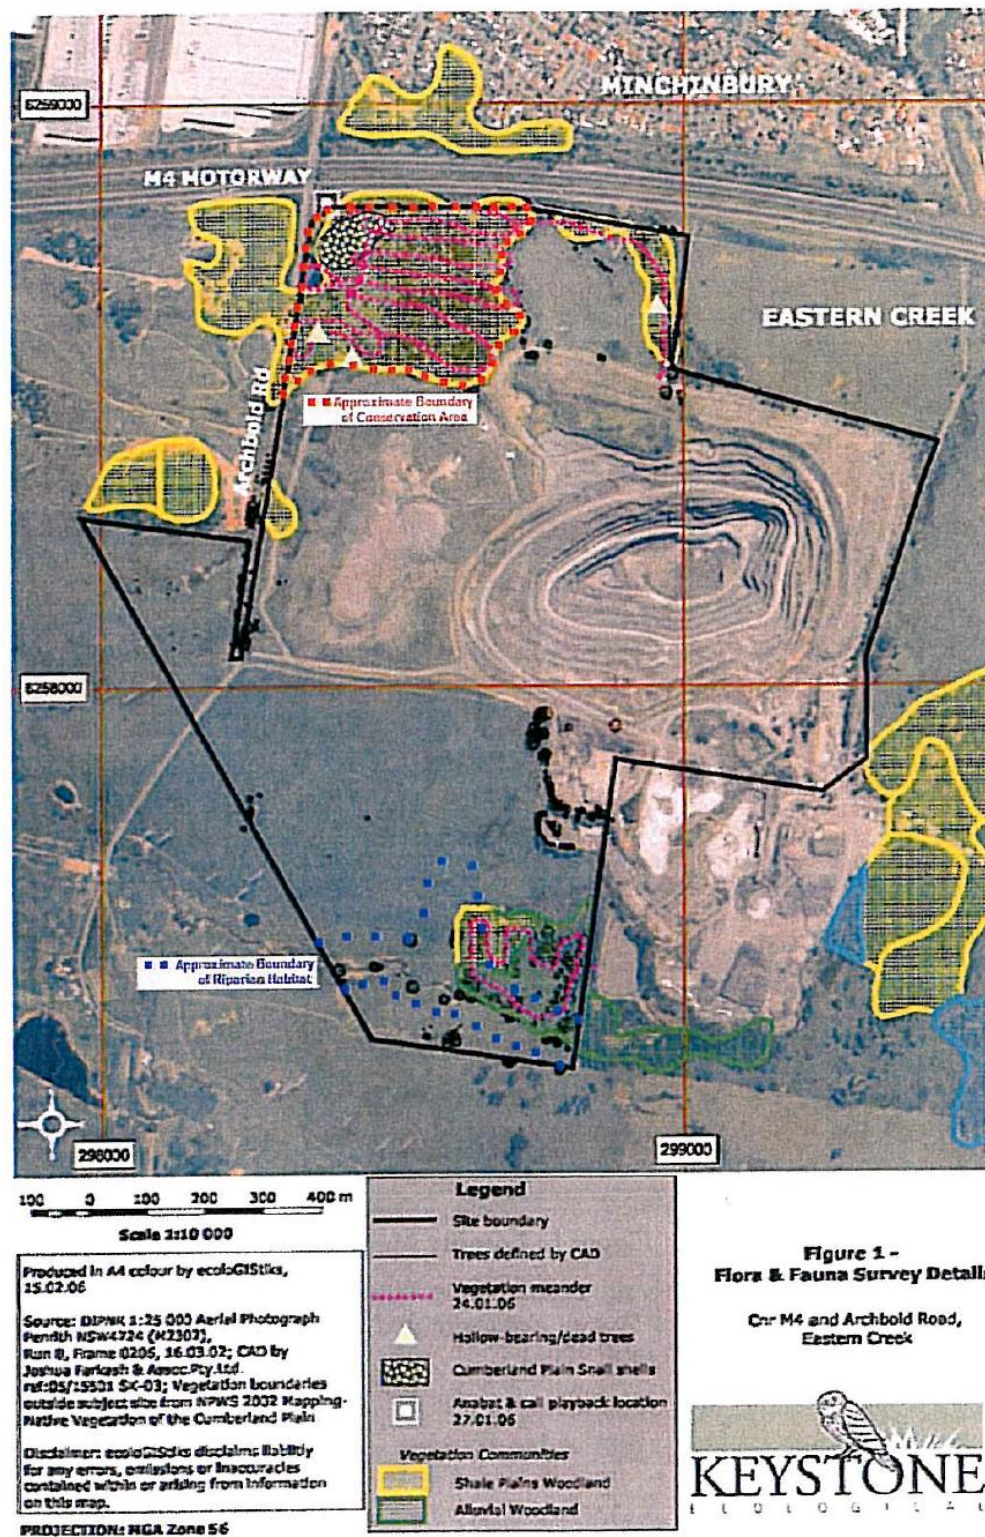 MINCHINBURY
6259000
M4 MOTORWAY
EASTERN CREEK
Approximate Boundary
of Conservation Area
Archbold Rd
6258000
Approximate Boundary
of Riparian Habitat
298000
299000
100 0 100 200 300 400 m
Scale 1:10 000
Produced in A4 colour by ecoloGIStiks,
15.02.06
Source: DIPNR 1:25 000 Aerial Photograph
Penrith NSW4724 (M2302),
Run 8, Frame 0206, 16.03.02; CAD by
Joshua Farkash & Assoc.Pty.Ltd.
ref:05/15531 SK-03; Vegetation boundaries
outside subject site from NPWS 2002 Mapping-
Native Vegetation of the Cumberland Plain
Disclaimer: ecoloGIStiks disclaims liability
for any errors, omissions or inaccuracies
contained within or arising from information
on this map.
PROJECTION: MGA Zone 56
Legend
Site boundary
Trees defined by CAD
Vegetation meander
24.01.06
Hollow-bearing/dead trees
Cumberland Plain Snail shells
Anabat & call playback location
27.01.06
Vegetation Communities
Shale Plains Woodland
Alluvial Woodland
Figure 1 -
Flora & Fauna Survey Details
Cnr M4 and Archbold Road,
Eastern Creek
KEYSTONE
ECOLOGICAL